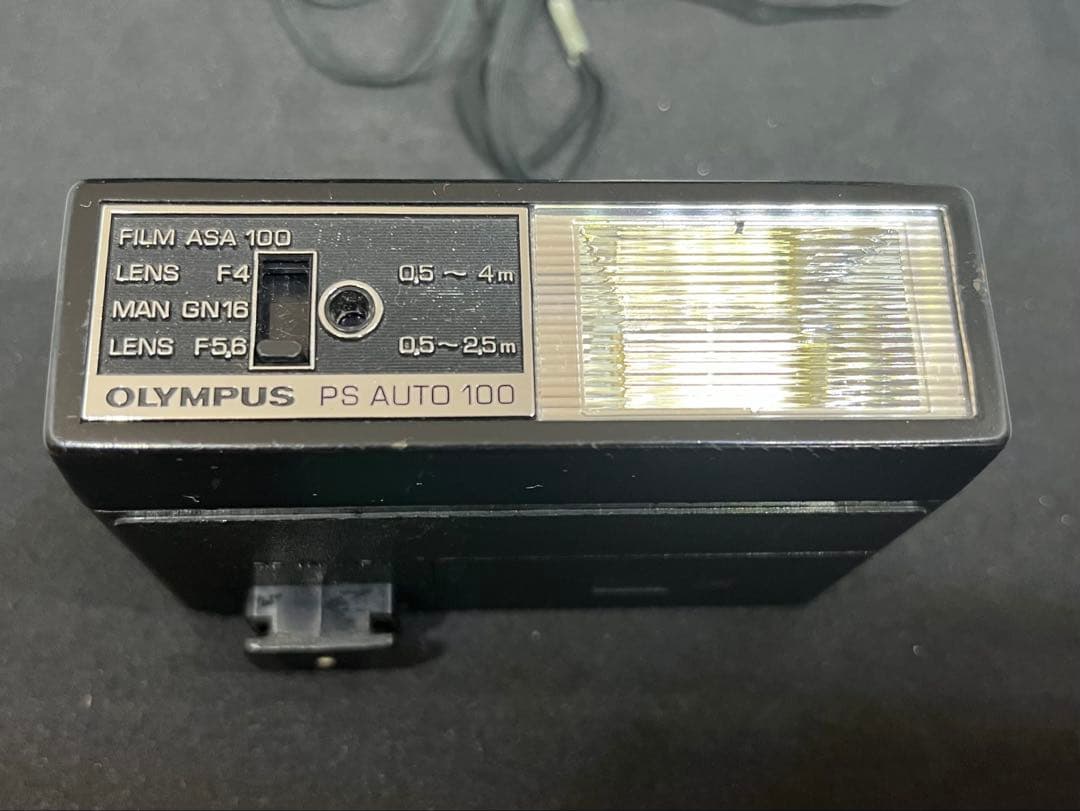 FILM ASA 100
LENS F4 0,5 ~ 4m
MAN GN16
LENS F5,6 0,5 ~ 2,5m
OLYMPUS PS AUTO 100